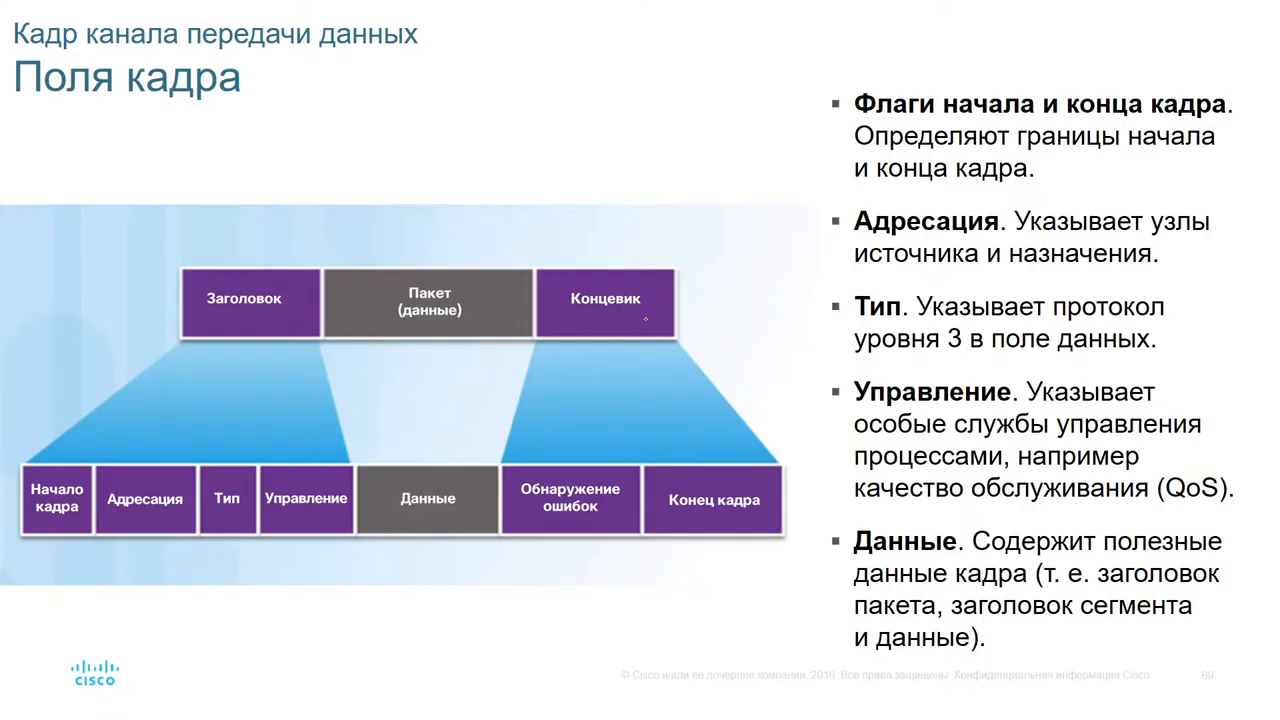 Кадр канала передачи данных
Поля кадра
Заголовок
Пакет
(данные)
Концевик
Начало
кадра
Адресация
Тип
Управление
Данные
Обнаружение
ошибок
Конец кадра
▪ Флаги начала и конца кадра.
Определяют границы начала
и конца кадра.
▪ Адресация. Указывает узлы
источника и назначения.
▪ Тип. Указывает протокол
уровня 3 в поле данных.
▪ Управление. Указывает
особые службы управления
процессами, например
качество обслуживания (QoS).
▪ Данные. Содержит полезные
данные кадра (т. е. заголовок
пакета, заголовок сегмента
и данные).
cisco
© Cisco и/или ее дочерние компании, 2016. Все права защищены. Конфиденциальная информация Cisco
69